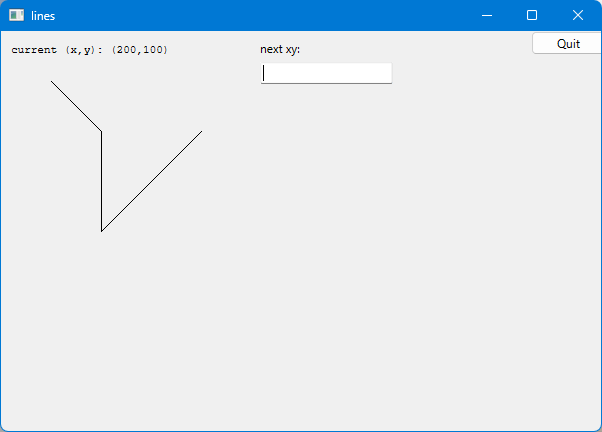 lines
current (x,y): (200,100)
next xy:
Quit